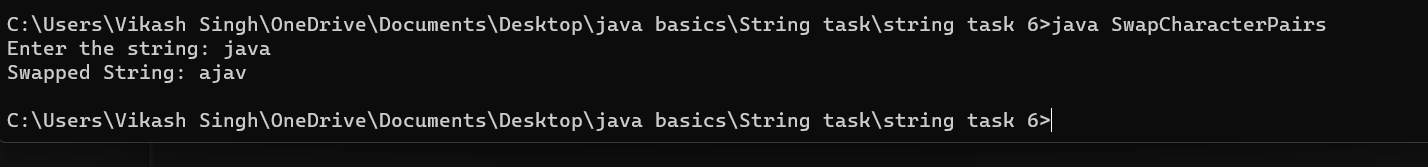 C:\Users\Vikash Singh\OneDrive\Documents\Desktop\java basics\String task\string task 6>java SwapCharacterPairs
Enter the string: java
Swapped String: ajav
C:\Users\Vikash Singh\OneDrive\Documents\Desktop\java basics\String task\string task 6>